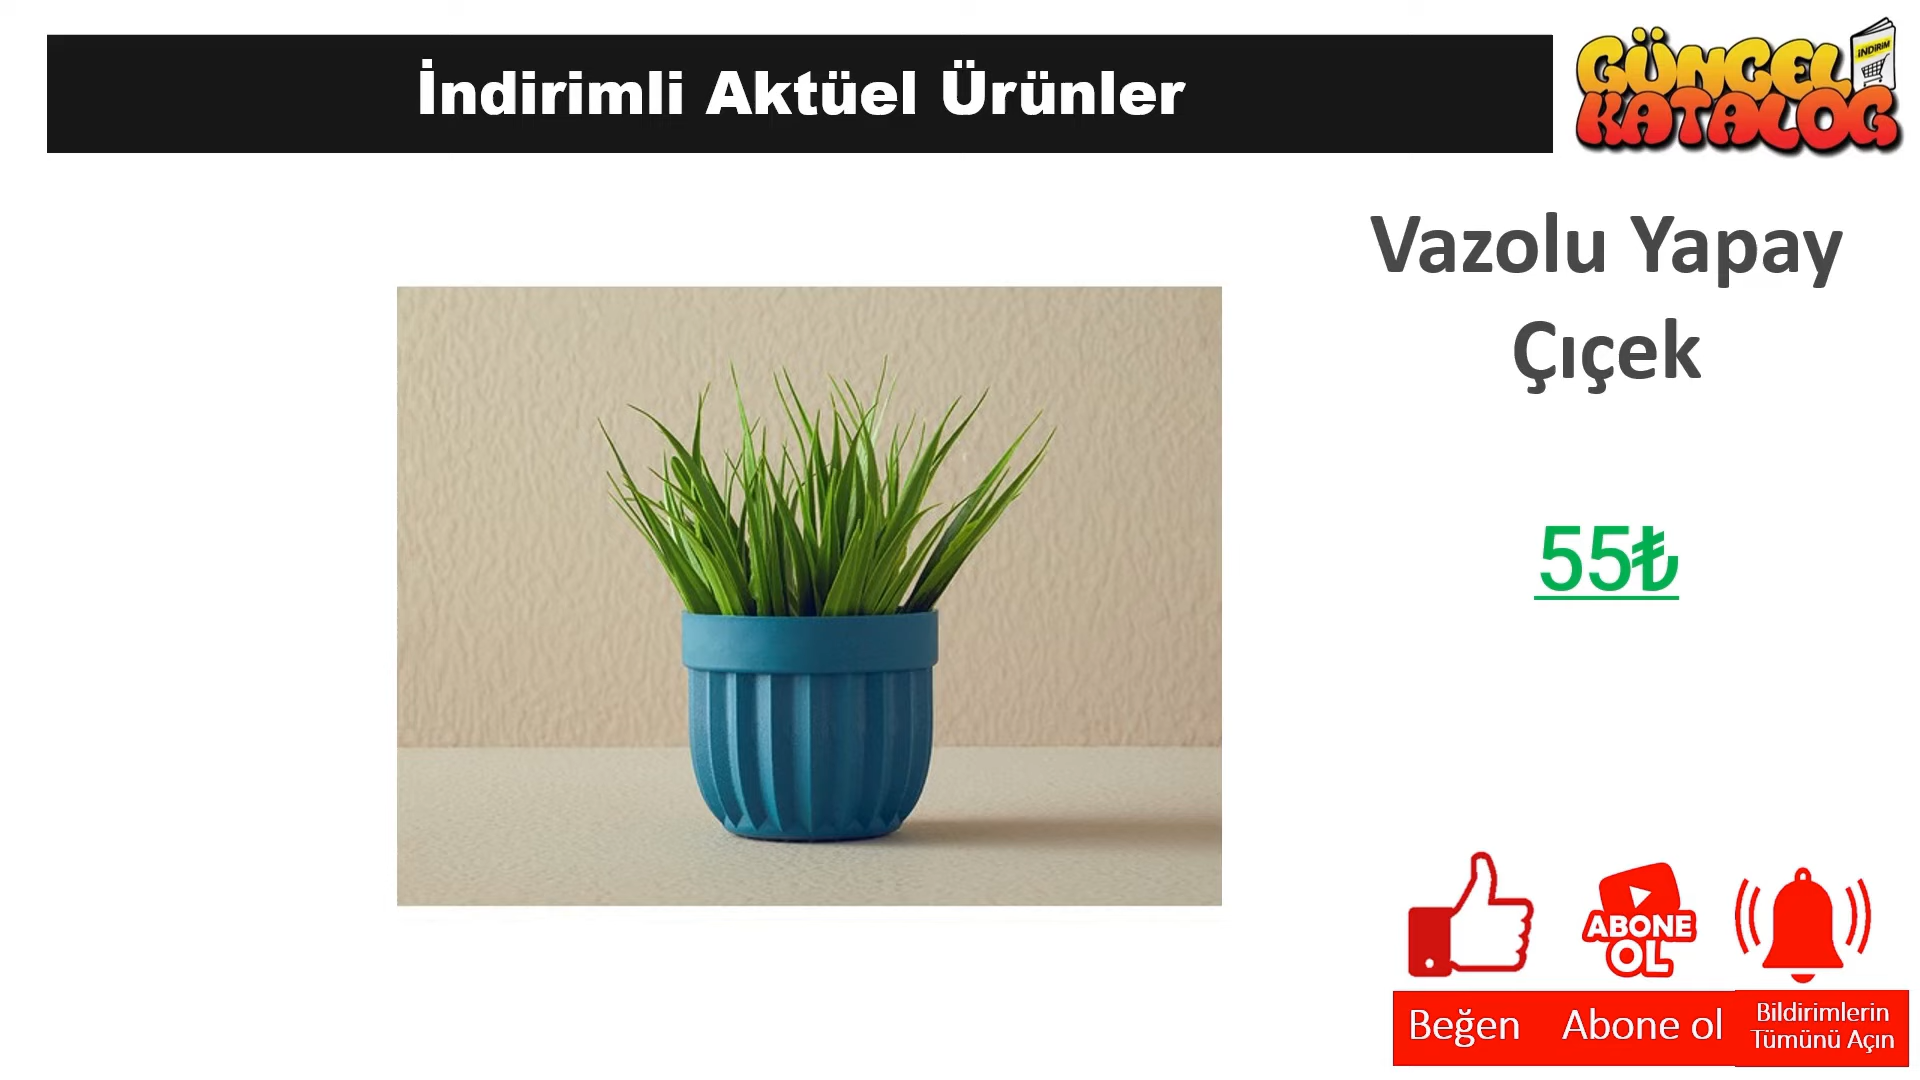 İndirimli Aktüel Ürünler
GÜNCEL
İNDİRİM
KATALOG
Vazolu Yapay
Çıçek
55₺
ABONE
OL
Beğen
Abone ol
Bildirimlerin
Tümünü Açın